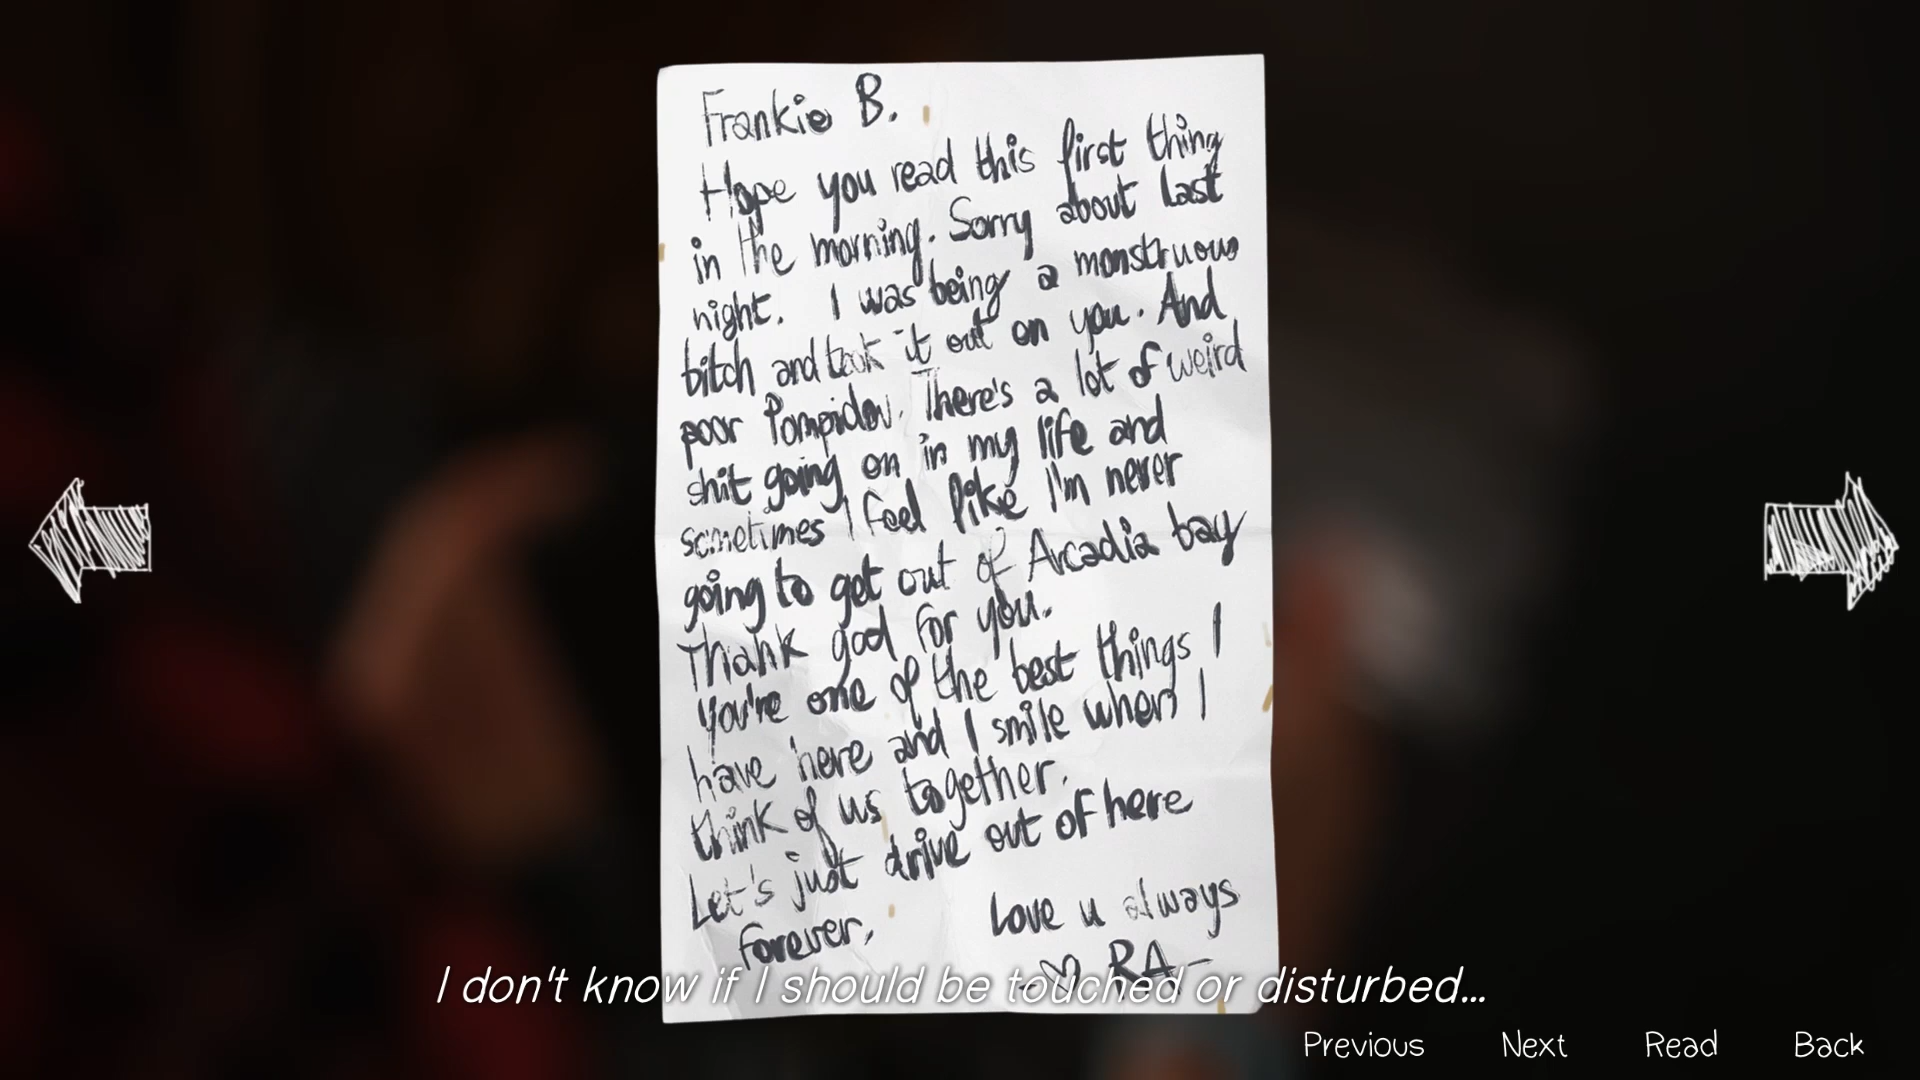 Frankie B.
Hope you read this first thing
in the morning. Sorry about last
night. I was being a monstruous
bitch and took it out on you. And
poor Pompidou. There's a lot of weird
shit going on in my life and
sometimes I feel like I'm never
going to get out of Arcadia bay
Thank god for you.
You're one of the best things I
have here and I smile when I
think of us together.
Let's just drive out of here
forever,
Love u always
-♡ RA-
I don't know if I should be touched or disturbed...
Previous Next Read Back